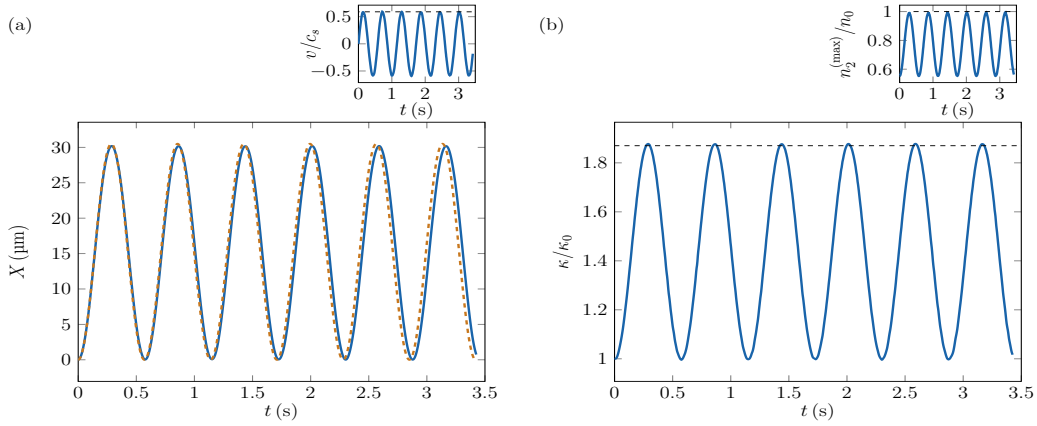 (a)
v/c_s
0.5
0
−0.5
0 1 2 3
t (s)
X (µm)
30
25
20
15
10
5
0
0 0.5 1 1.5 2 2.5 3 3.5
t (s)
(b)
n_2^(max)/n_0
1
0.8
0.6
0 1 2 3
t (s)
κ/κ_0
1.8
1.6
1.4
1.2
1
0 0.5 1 1.5 2 2.5 3 3.5
t (s)